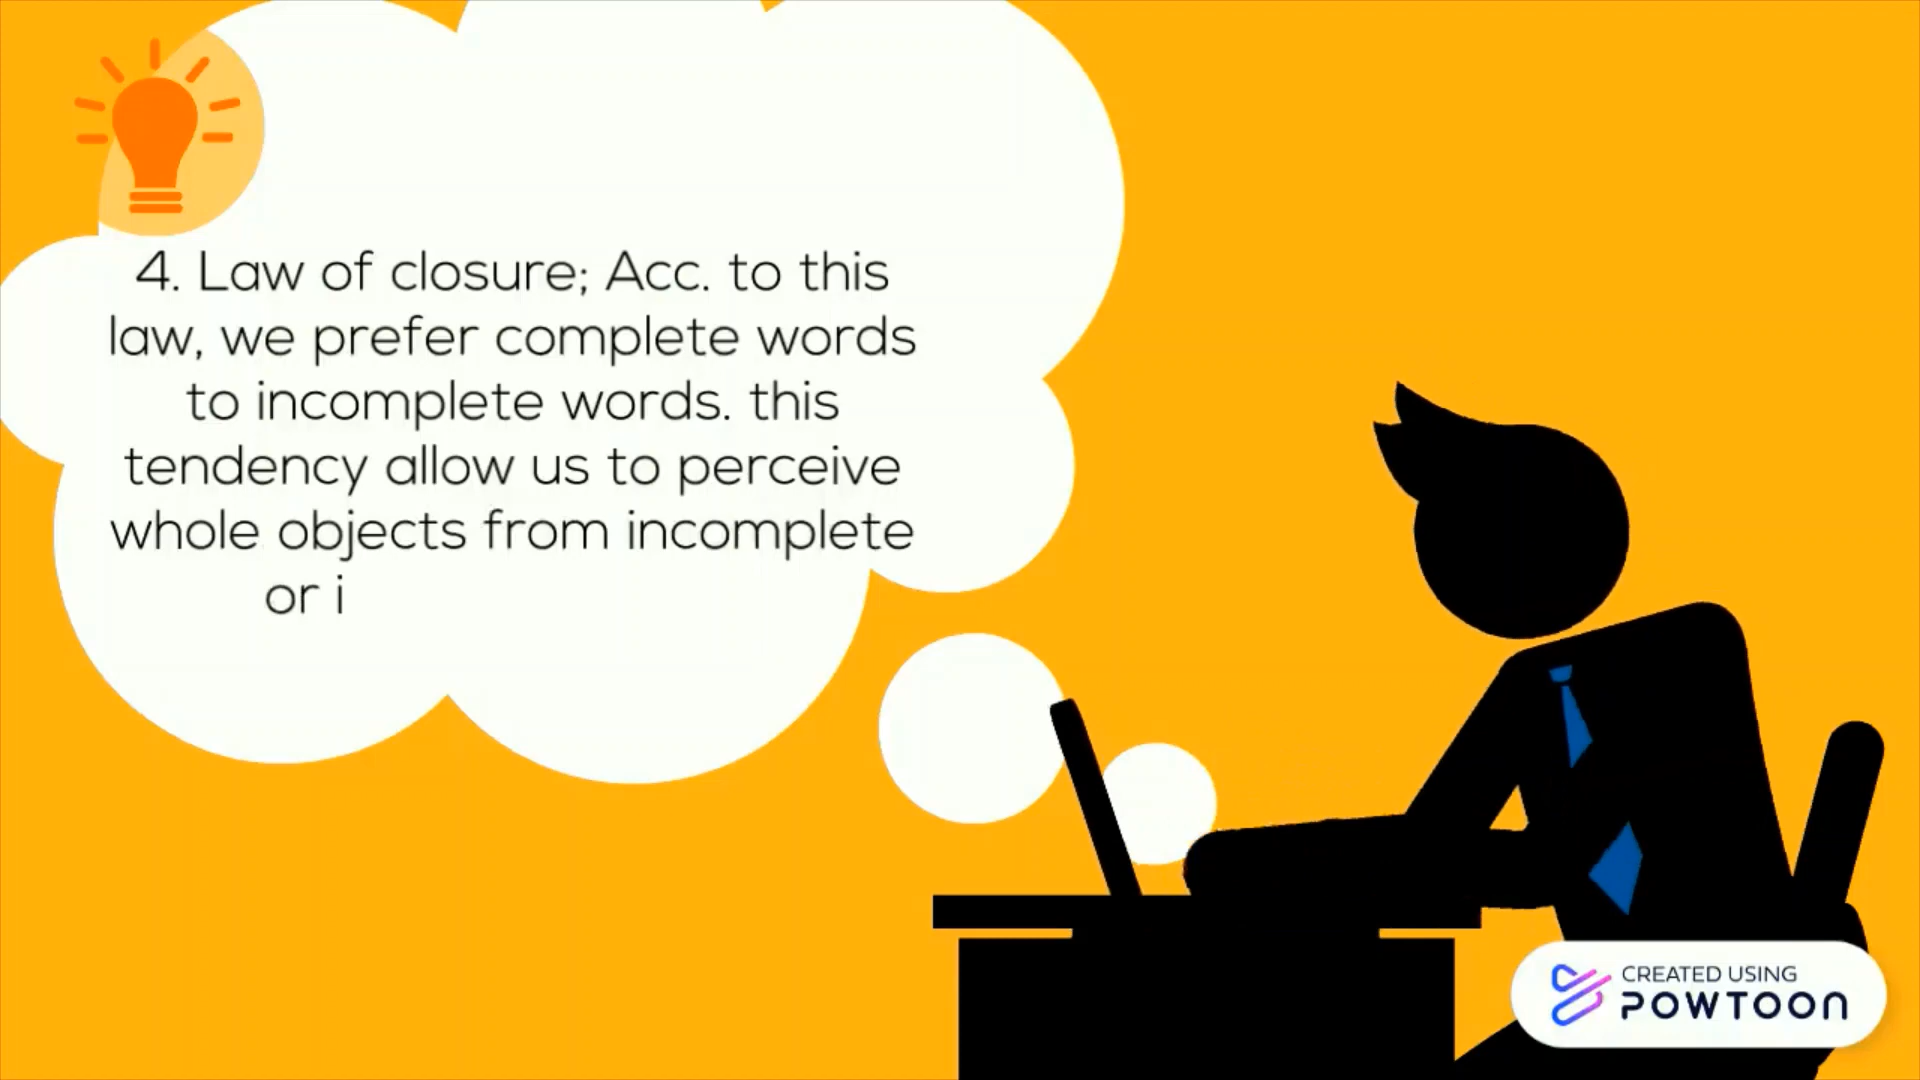 4. Law of closure; Acc. to this
law, we prefer complete words
to incomplete words. this
tendency allow us to perceive
whole objects from incomplete
or i
CREATED USING
POWTOON